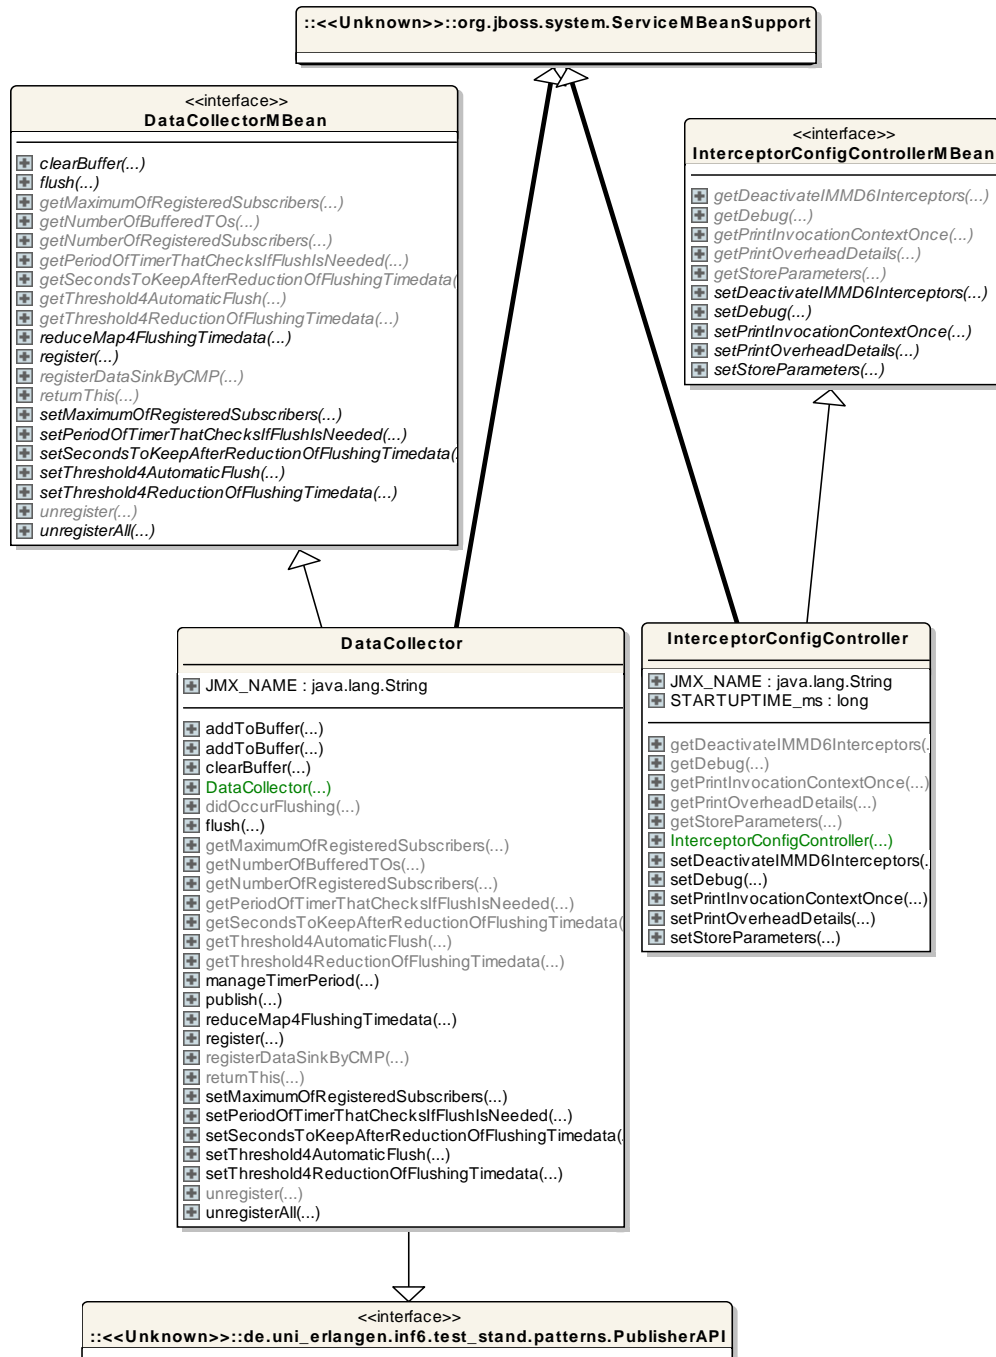 ::<<Unknown>>::org.jboss.system.ServiceMBeanSupport
<<interface>>
DataCollectorMBean
clearBuffer(...)
flush(...)
getMaximumOfRegisteredSubscribers(...)
getNumberOfBufferedTOs(...)
getNumberOfRegisteredSubscribers(...)
getPeriodOfTimerThatChecksIfFlushIsNeeded(...)
getSecondsToKeepAfterReductionOfFlushingTimedata(
getThreshold4AutomaticFlush(...)
getThreshold4ReductionOfFlushingTimedata(...)
reduceMap4FlushingTimedata(...)
register(...)
registerDataSinkByCMP(...)
returnThis(...)
setMaximumOfRegisteredSubscribers(...)
setPeriodOfTimerThatChecksIfFlushIsNeeded(...)
setSecondsToKeepAfterReductionOfFlushingTimedata(.
setThreshold4AutomaticFlush(...)
setThreshold4ReductionOfFlushingTimedata(...)
unregister(...)
unregisterAll(...)
<<interface>>
InterceptorConfigControllerMBean
getDeactivateIMMD6Interceptors(...)
getDebug(...)
getPrintInvocationContextOnce(...)
getPrintOverheadDetails(...)
getStoreParameters(...)
setDeactivateIMMD6Interceptors(...)
setDebug(...)
setPrintInvocationContextOnce(...)
setPrintOverheadDetails(...)
setStoreParameters(...)
DataCollector
JMX_NAME : java.lang.String
addToBuffer(...)
addToBuffer(...)
clearBuffer(...)
DataCollector(...)
didOccurFlushing(...)
flush(...)
getMaximumOfRegisteredSubscribers(...)
getNumberOfBufferedTOs(...)
getNumberOfRegisteredSubscribers(...)
getPeriodOfTimerThatChecksIfFlushIsNeeded(...)
getSecondsToKeepAfterReductionOfFlushingTimedata(
getThreshold4AutomaticFlush(...)
getThreshold4ReductionOfFlushingTimedata(...)
manageTimerPeriod(...)
publish(...)
reduceMap4FlushingTimedata(...)
register(...)
registerDataSinkByCMP(...)
returnThis(...)
setMaximumOfRegisteredSubscribers(...)
setPeriodOfTimerThatChecksIfFlushIsNeeded(...)
setSecondsToKeepAfterReductionOfFlushingTimedata(.
setThreshold4AutomaticFlush(...)
setThreshold4ReductionOfFlushingTimedata(...)
unregister(...)
unregisterAll(...)
InterceptorConfigController
JMX_NAME : java.lang.String
STARTUPTIME_ms : long
getDeactivateIMMD6Interceptors(.
getDebug(...)
getPrintInvocationContextOnce(...)
getPrintOverheadDetails(...)
getStoreParameters(...)
InterceptorConfigController(...)
setDeactivateIMMD6Interceptors(.
setDebug(...)
setPrintInvocationContextOnce(...)
setPrintOverheadDetails(...)
setStoreParameters(...)
<<interface>>
::<<Unknown>>::de.uni_erlangen.inf6.test_stand.patterns.PublisherAPI